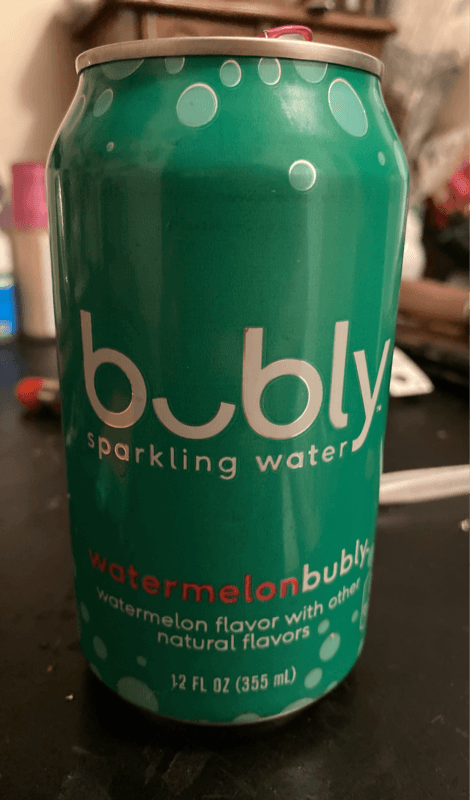 bubly
sparkling water
watermelonbubly
watermelon flavor with other
natural flavors
12 FL OZ (355 mL)